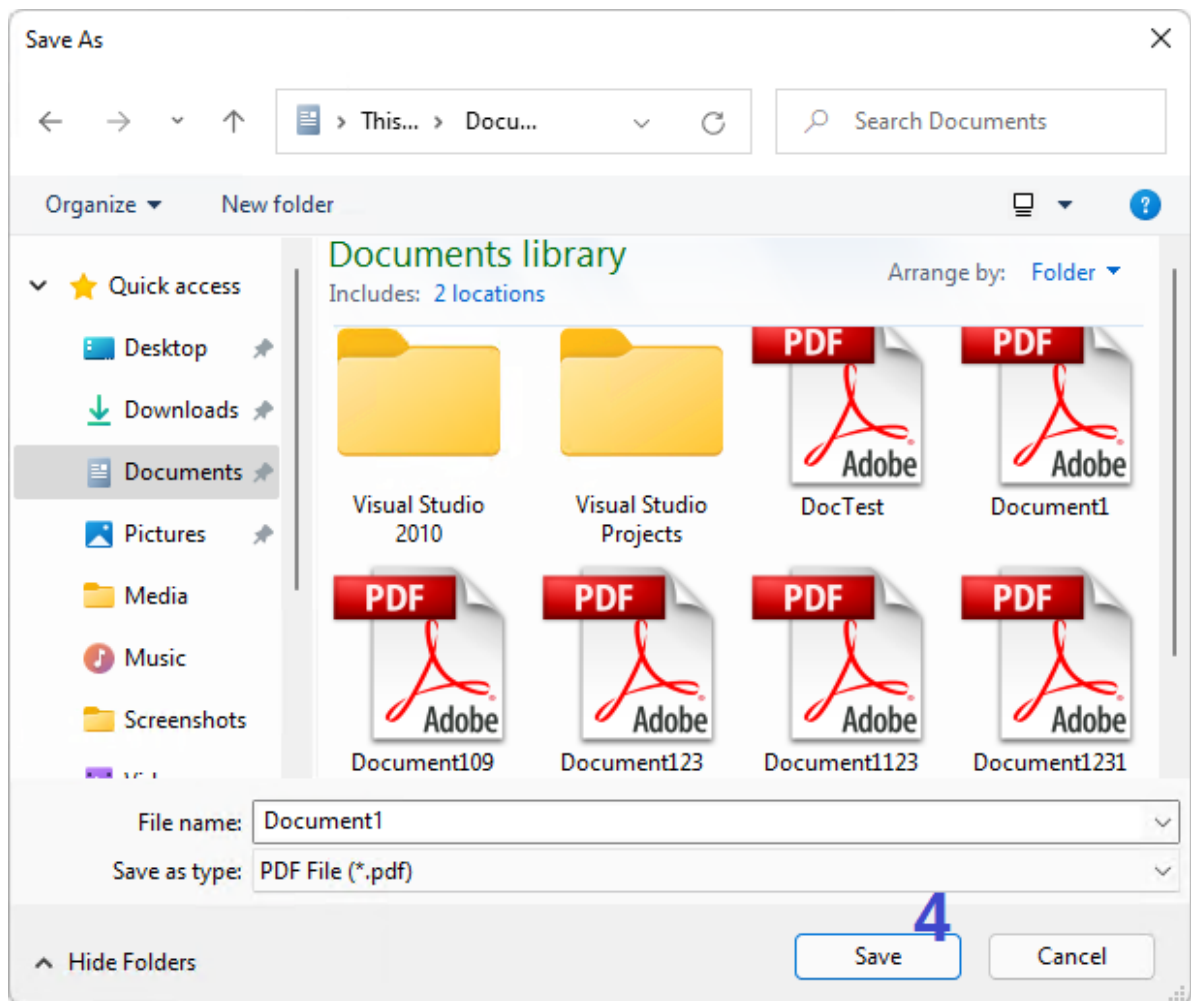 Save As
This... Docu...
Search Documents
Organize
New folder
?
Quick access
Desktop
Downloads
Documents
Pictures
Media
Music
Screenshots
Documents library
Includes: 2 locations
Arrange by: Folder
Visual Studio 2010
Visual Studio Projects
PDF Adobe
DocTest
PDF Adobe
Document1
PDF Adobe
Document109
PDF Adobe
Document123
PDF Adobe
Document1123
PDF Adobe
Document1231
File name: Document1
Save as type: PDF File (*.pdf)
4
Hide Folders
Save
Cancel